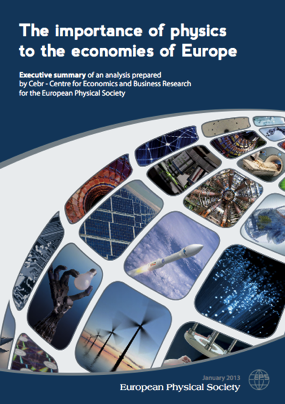 The importance of physics
to the economies of Europe
Executive summary of an analysis prepared
by Cebr - Centre for Economics and Business Research
for the European Physical Society
January 2013
European Physical Society
EPS